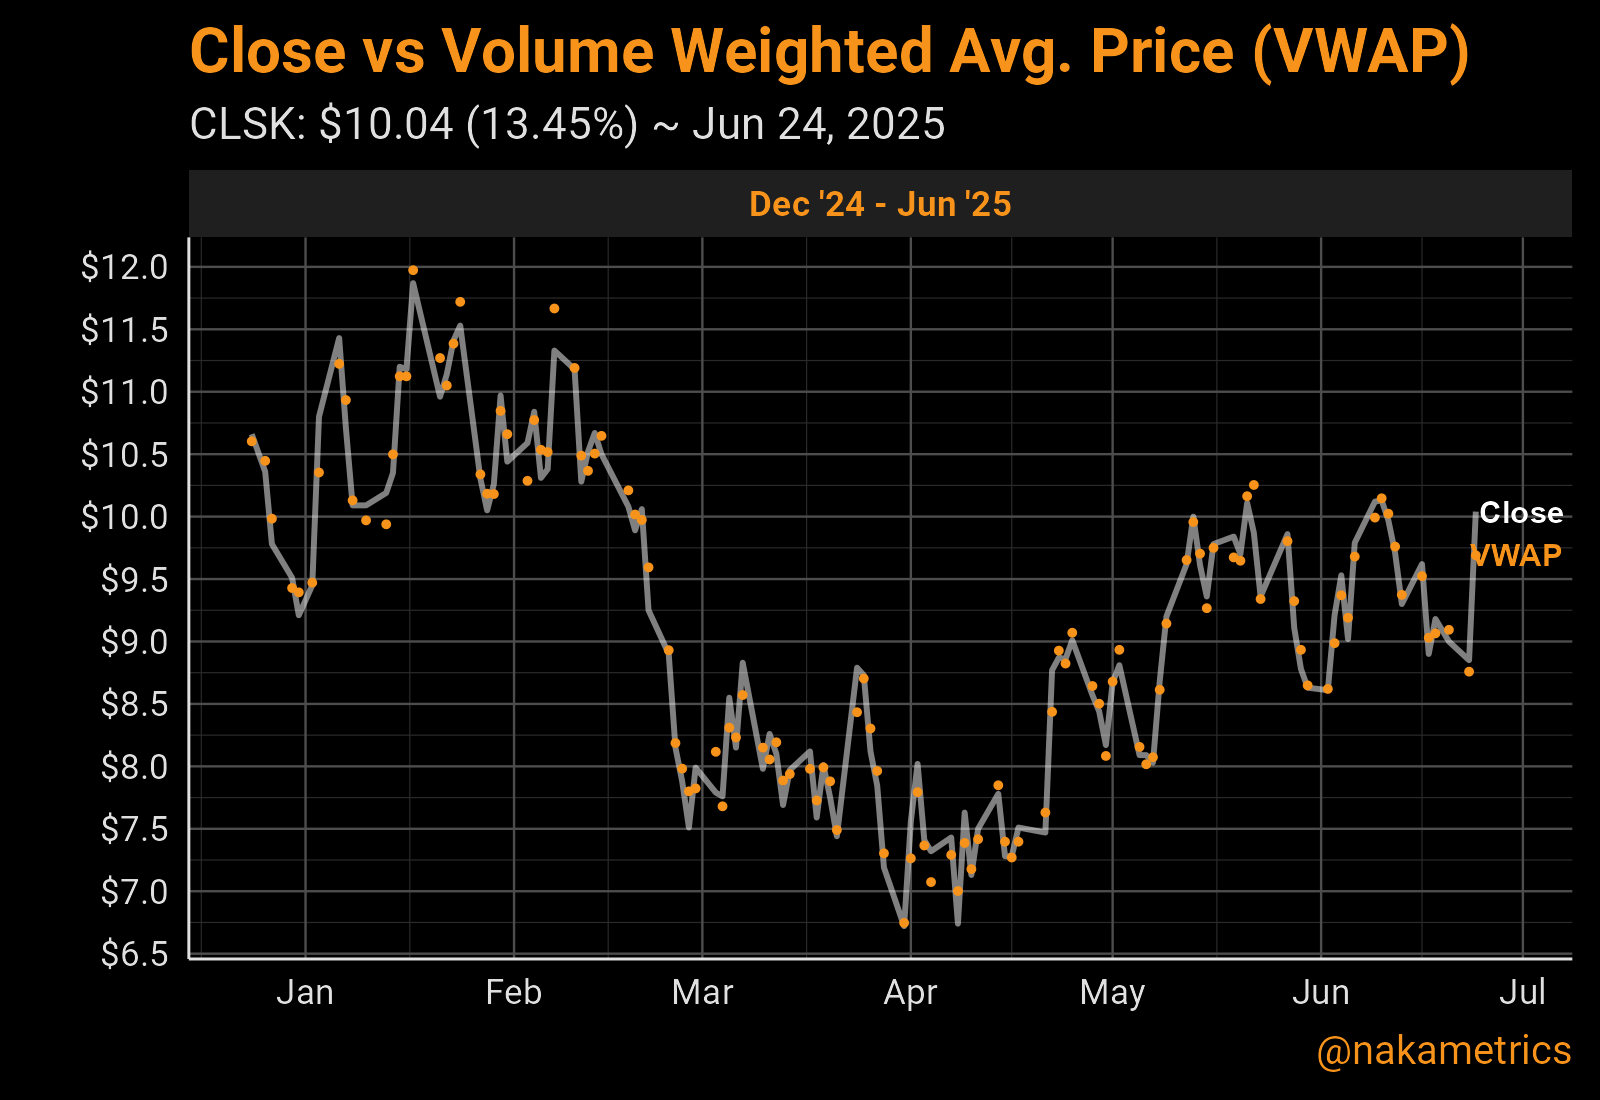 Close vs Volume Weighted Avg. Price (VWAP)
CLSK: $10.04 (13.45%) ~ Jun 24, 2025
Dec '24 - Jun '25
$12.0
$11.5
$11.0
$10.5
$10.0
$9.5
$9.0
$8.5
$8.0
$7.5
$7.0
$6.5
Close
VWAP
Jan Feb Mar Apr May Jun Jul
@nakametrics